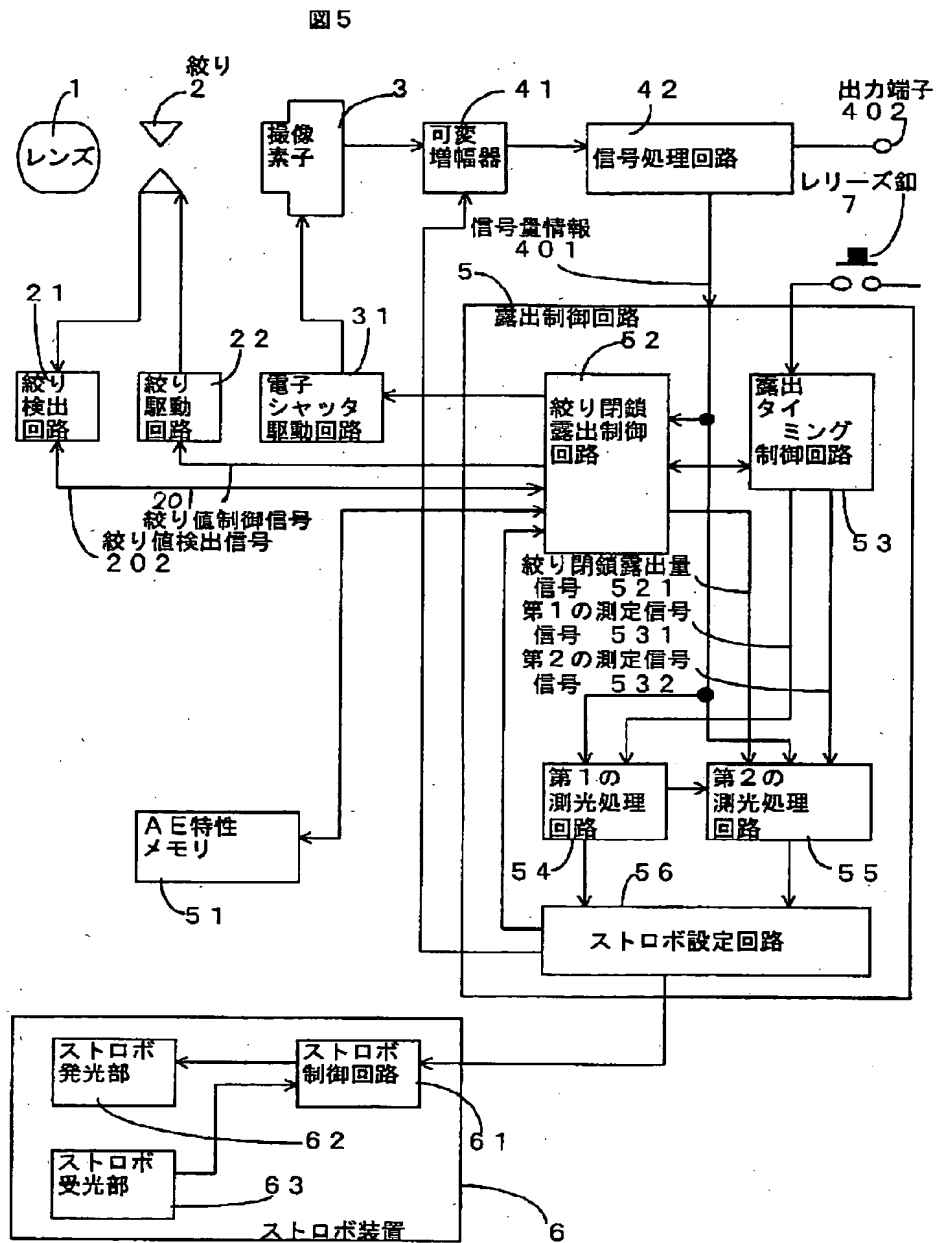 図5
絞り
2
1
レンズ
3
撮像
素子
41
可変
増幅器
42
信号処理回路
出力端子
402
レリーズ釦
7
信号量情報
401
5
露出制御回路
21
絞り
検出
回路
22
絞り
駆動
回路
31
電子
シャッタ
駆動回路
52
絞り閉鎖
露出制御
回路
露出
タイ
ミング
制御回路
53
201
絞り値制御信号
絞り値検出信号
202
絞り閉鎖露出量
信号 521
第1の測定信号
信号 531
第2の測定信号
信号 532
第1の
測光処理
回路
54
第2の
測光処理
回路
55
AE特性
メモリ
51
56
ストロボ設定回路
ストロボ
発光部
62
ストロボ
制御回路
61
ストロボ
受光部
63
ストロボ装置
6